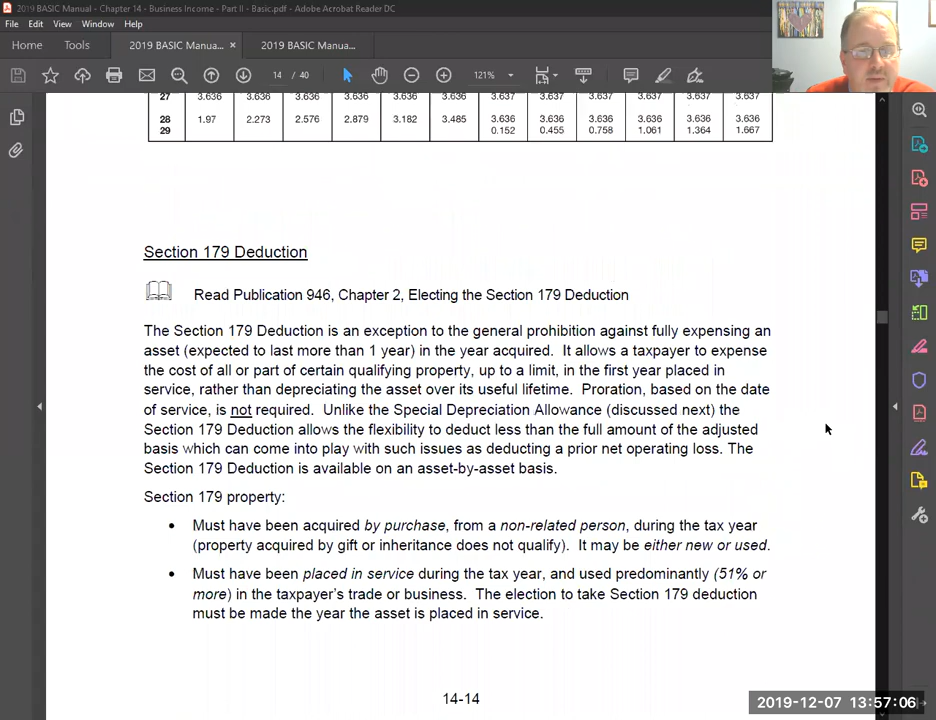 2019 BASIC Manual - Chapter 14 - Business Income - Part II - Basic.pdf - Adobe Acrobat Reader DC
File Edit View Window Help
Home Tools 2019 BASIC Manua... × 2019 BASIC Manua...
14 / 40 121%
27 3.636 3.636 3.636 3.636 3.636 3.636 3.637 3.637 3.637 3.637 3.637 3.637
28 1.97 2.273 2.576 2.879 3.182 3.485 3.636 3.636 3.636 3.636 3.636 3.636
29 0.152 0.455 0.758 1.061 1.364 1.667
Section 179 Deduction
Read Publication 946, Chapter 2, Electing the Section 179 Deduction
The Section 179 Deduction is an exception to the general prohibition against fully expensing an
asset (expected to last more than 1 year) in the year acquired. It allows a taxpayer to expense
the cost of all or part of certain qualifying property, up to a limit, in the first year placed in
service, rather than depreciating the asset over its useful lifetime. Proration, based on the date
of service, is not required. Unlike the Special Depreciation Allowance (discussed next) the
Section 179 Deduction allows the flexibility to deduct less than the full amount of the adjusted
basis which can come into play with such issues as deducting a prior net operating loss. The
Section 179 Deduction is available on an asset-by-asset basis.
Section 179 property:
• Must have been acquired by purchase, from a non-related person, during the tax year
(property acquired by gift or inheritance does not qualify). It may be either new or used.
• Must have been placed in service during the tax year, and used predominantly (51% or
more) in the taxpayer's trade or business. The election to take Section 179 deduction
must be made the year the asset is placed in service.
14-14
2019-12-07 13:57:06